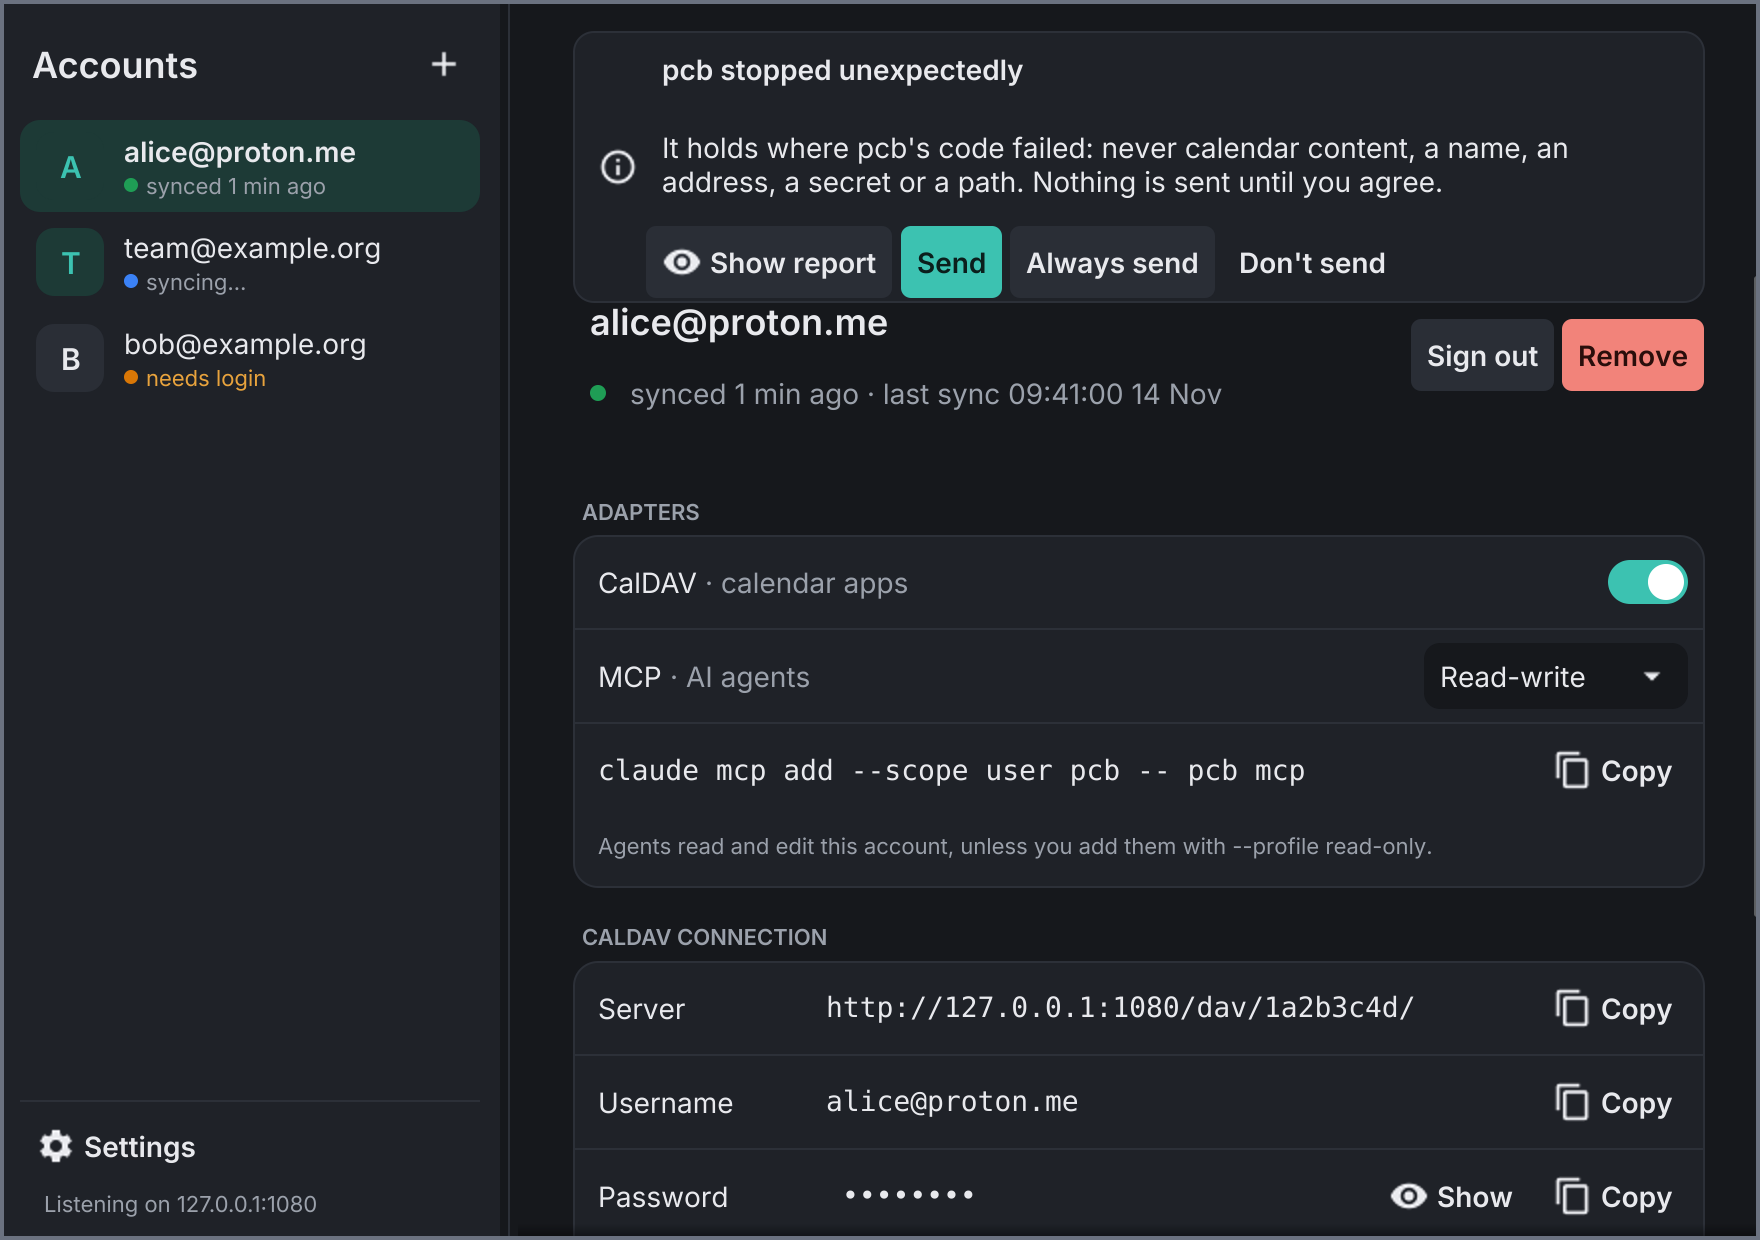 Accounts
+
A
alice@proton.me
synced 1 min ago
T
team@example.org
syncing...
B
bob@example.org
needs login
Settings
Listening on 127.0.0.1:1080
pcb stopped unexpectedly
It holds where pcb's code failed: never calendar content, a name, an
address, a secret or a path. Nothing is sent until you agree.
Show report
Send
Always send
Don't send
alice@proton.me
synced 1 min ago · last sync 09:41:00 14 Nov
Sign out
Remove
ADAPTERS
CalDAV · calendar apps
MCP · AI agents
Read-write
claude mcp add --scope user pcb -- pcb mcp
Copy
Agents read and edit this account, unless you add them with --profile read-only.
CALDAV CONNECTION
Server
http://127.0.0.1:1080/dav/1a2b3c4d/
Copy
Username
alice@proton.me
Copy
Password
••••••••
Show
Copy